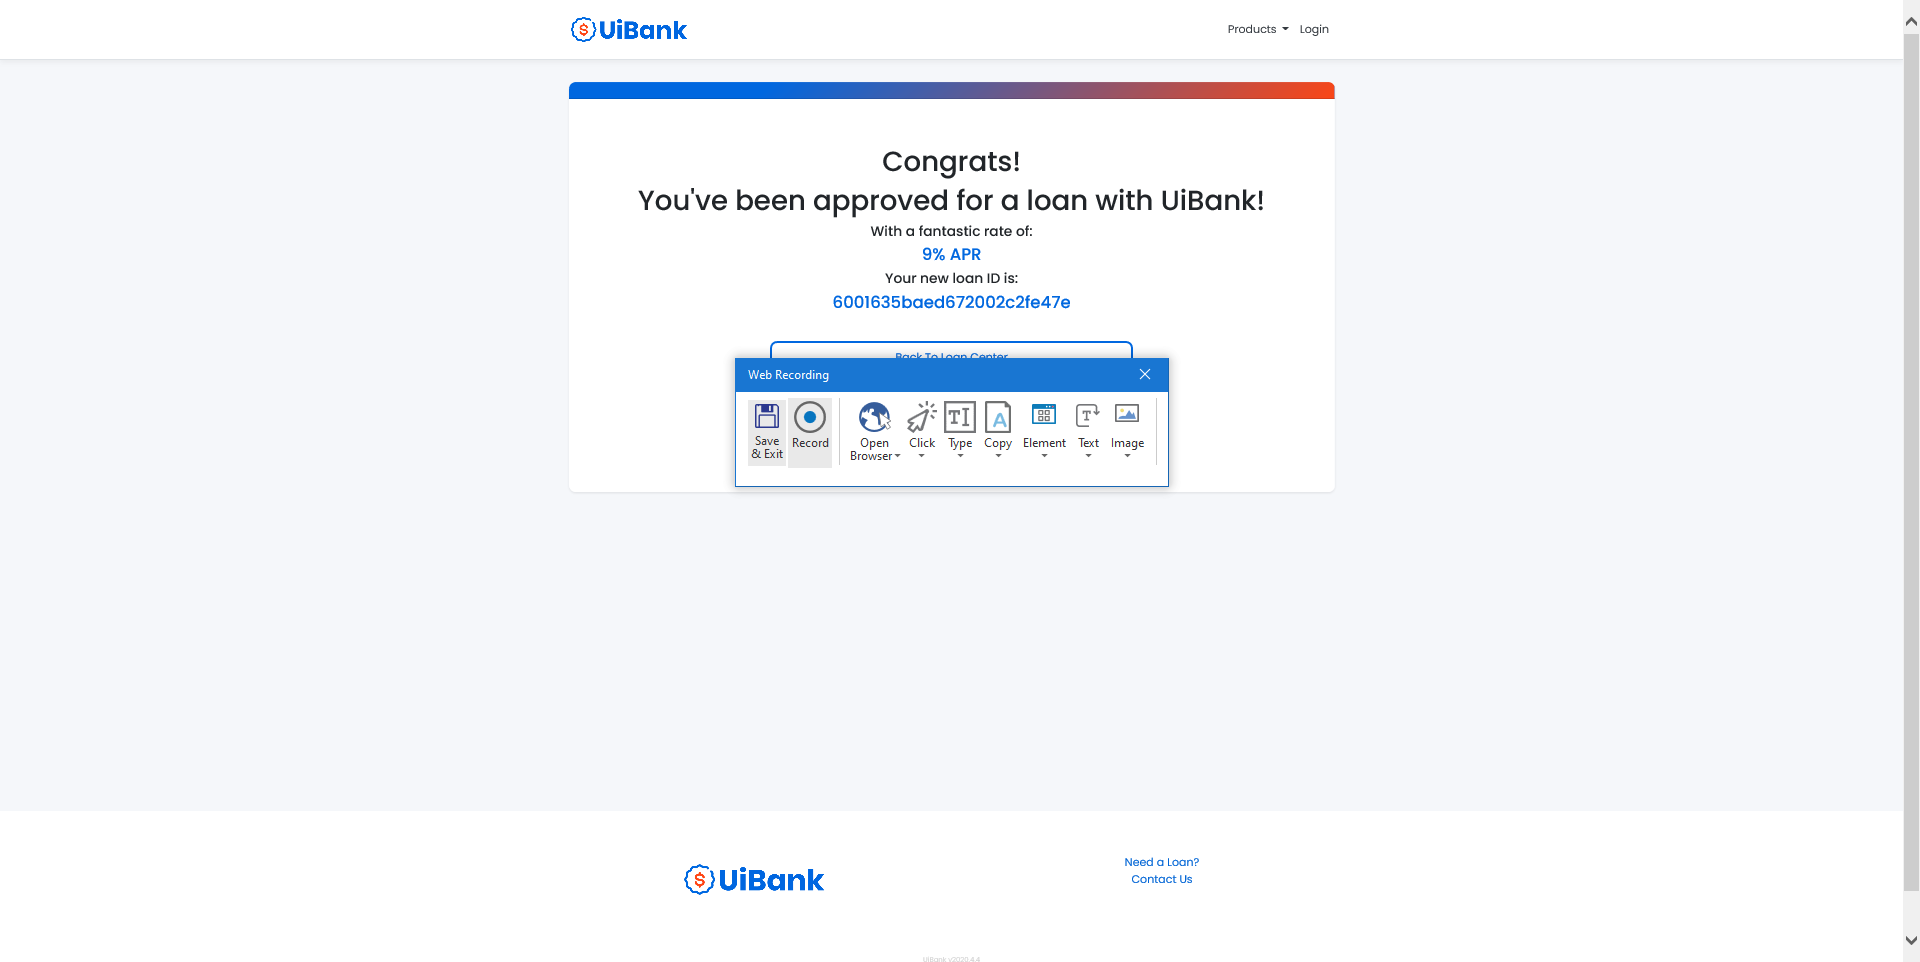 UiBank
Products Login
Congrats!
You've been approved for a loan with UiBank!
With a fantastic rate of:
9% APR
Your new loan ID is:
6001635baed672002c2fe47e
Back To Loan Center
Web Recording
Save
& Exit
Record
Open
Browser
Click
Type
Copy
Element
Text
Image
UiBank
Need a Loan?
Contact Us
UiBank v2020.4.4